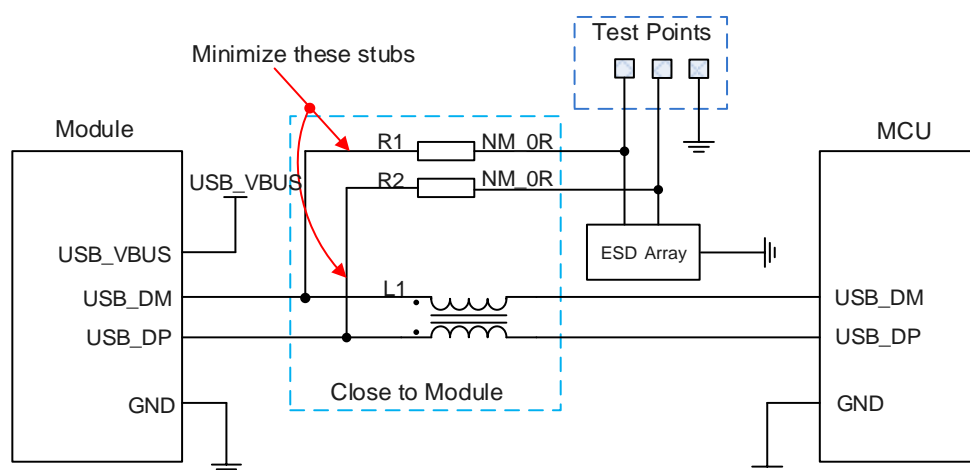 Test Points
Minimize these stubs
Module
MCU
R1
NM_0R
R2
NM_0R
USB_VBUS
USB_VBUS
ESD Array
USB_DM
L1
USB_DM
USB_DP
USB_DP
Close to Module
GND
GND